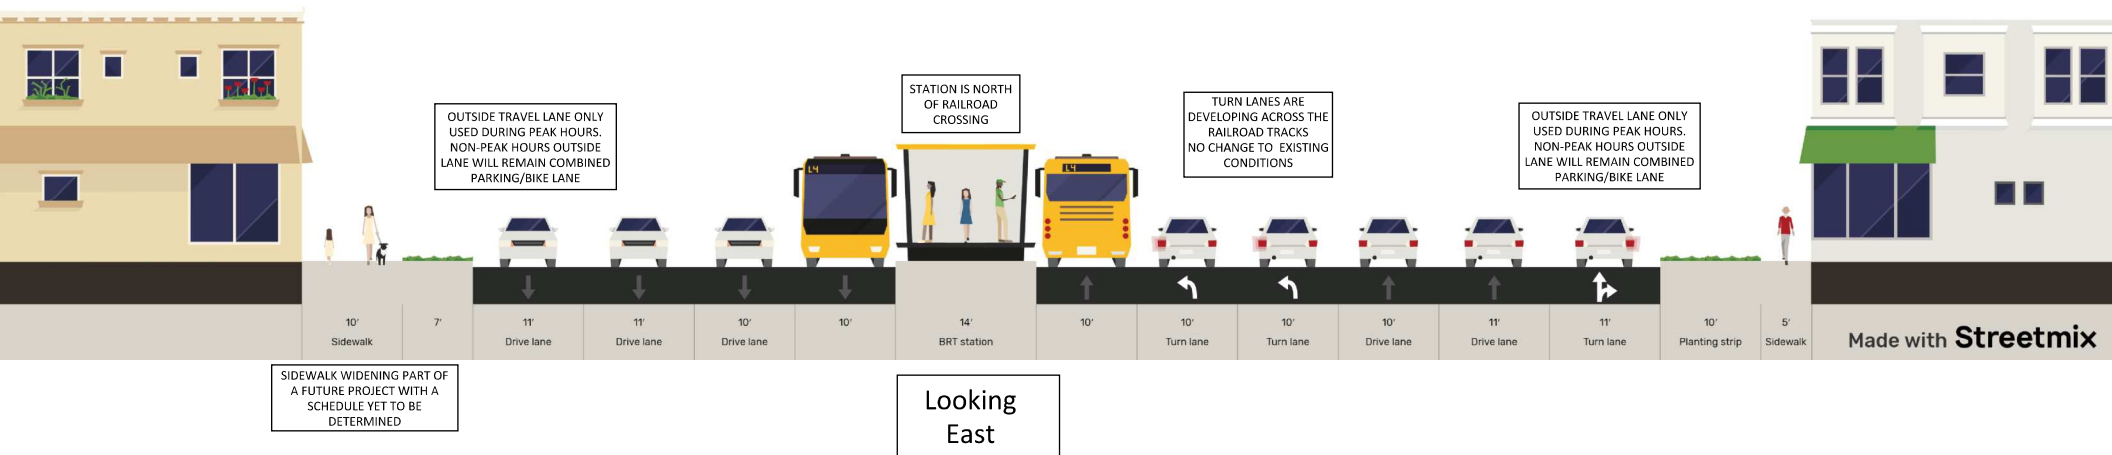 STATION IS NORTH
OF RAILROAD
CROSSING
TURN LANES ARE
DEVELOPING ACROSS THE
RAILROAD TRACKS
NO CHANGE TO EXISTING
CONDITIONS
OUTSIDE TRAVEL LANE ONLY
USED DURING PEAK HOURS.
NON-PEAK HOURS OUTSIDE
LANE WILL REMAIN COMBINED
PARKING/BIKE LANE
OUTSIDE TRAVEL LANE ONLY
USED DURING PEAK HOURS.
NON-PEAK HOURS OUTSIDE
LANE WILL REMAIN COMBINED
PARKING/BIKE LANE
L4
L4
10' 7' 11' 11' 10' 10' 14' 10' 10' 10' 10' 11' 11' 10' 5'
Sidewalk Drive lane Drive lane Drive lane BRT station Turn lane Turn lane Drive lane Drive lane Turn lane Planting strip Sidewalk
Made with Streetmix
SIDEWALK WIDENING PART OF
A FUTURE PROJECT WITH A
SCHEDULE YET TO BE
DETERMINED
Looking
East